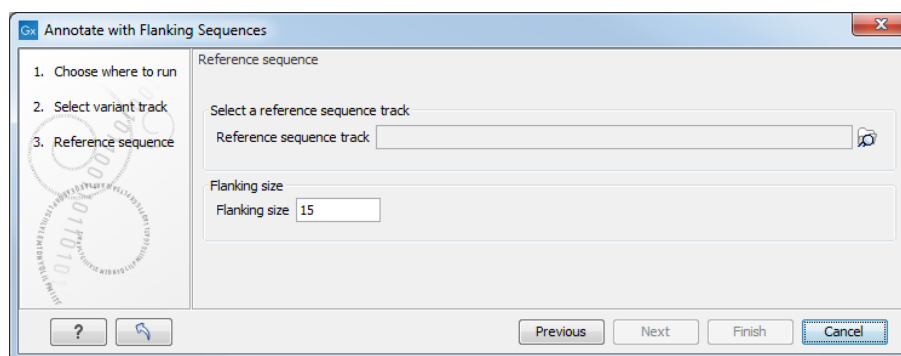 Gx Annotate with Flanking Sequences
1. Choose where to run
2. Select variant track
3. Reference sequence
Reference sequence
Select a reference sequence track
Reference sequence track
Flanking size
Flanking size 15
? Previous Next Finish Cancel